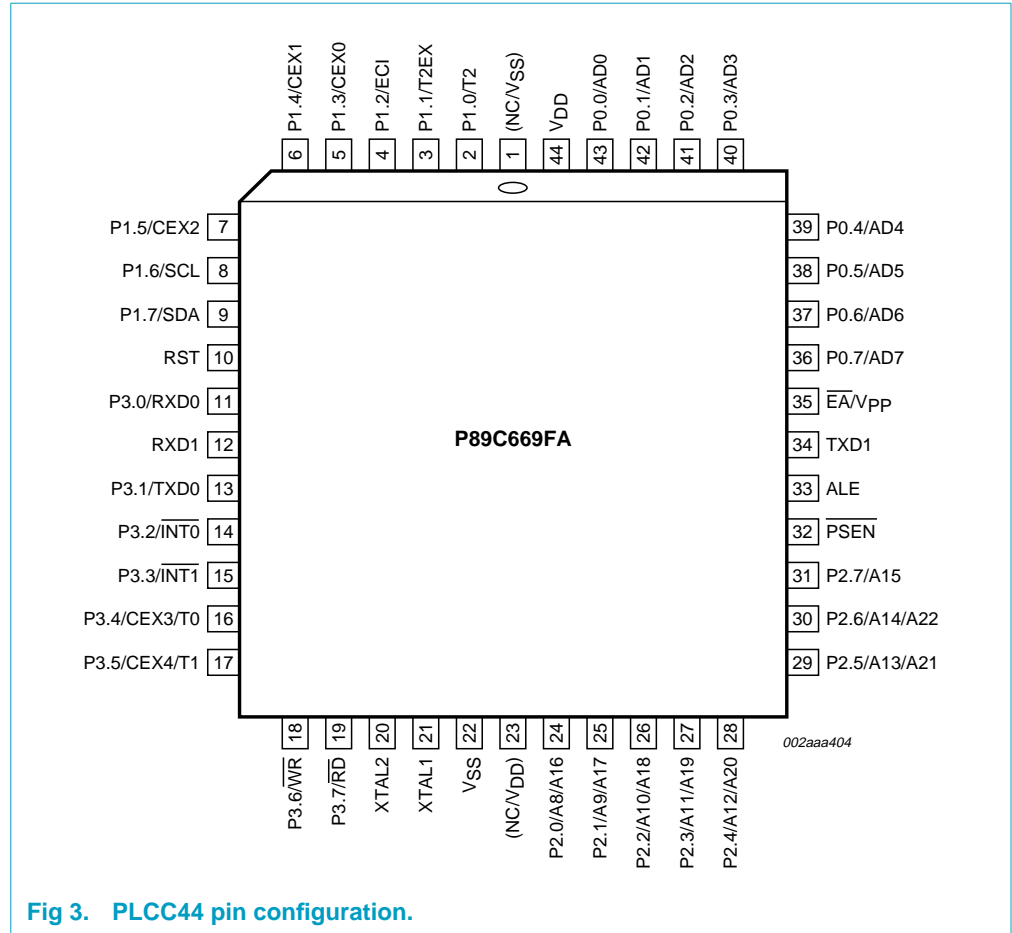 P1.4/CEX1
P1.3/CEX0
P1.2/ECI
P1.1/T2EX
P1.0/T2
(NC/VSS)
VDD
P0.0/AD0
P0.1/AD1
P0.2/AD2
P0.3/AD3
6 5 4 3 2 1 44 43 42 41 40
P1.5/CEX2 7
P1.6/SCL 8
P1.7/SDA 9
RST 10
P3.0/RXD0 11
RXD1 12
P3.1/TXD0 13
P3.2/I̅N̅T̅0̅ 14
P3.3/I̅N̅T̅1̅ 15
P3.4/CEX3/T0 16
P3.5/CEX4/T1 17
P89C669FA
39 P0.4/AD4
38 P0.5/AD5
37 P0.6/AD6
36 P0.7/AD7
35 E̅A̅/VPP
34 TXD1
33 ALE
32 P̅S̅E̅N̅
31 P2.7/A15
30 P2.6/A14/A22
29 P2.5/A13/A21
18 19 20 21 22 23 24 25 26 27 28
P3.6/W̅R̅
P3.7/R̅D̅
XTAL2
XTAL1
VSS
(NC/VDD)
P2.0/A8/A16
P2.1/A9/A17
P2.2/A10/A18
P2.3/A11/A19
P2.4/A12/A20
002aaa404
Fig 3. PLCC44 pin configuration.